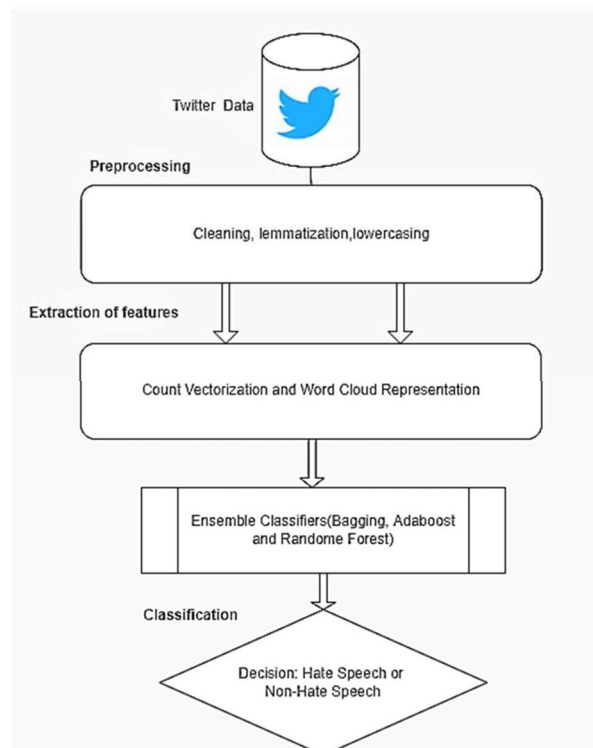 Twitter Data
Preprocessing
Cleaning, lemmatization,lowercasing
Extraction of features
Count Vectorization and Word Cloud Representation
Ensemble Classifiers(Bagging, Adaboost
and Randome Forest)
Classification
Decision: Hate Speech or
Non-Hate Speech